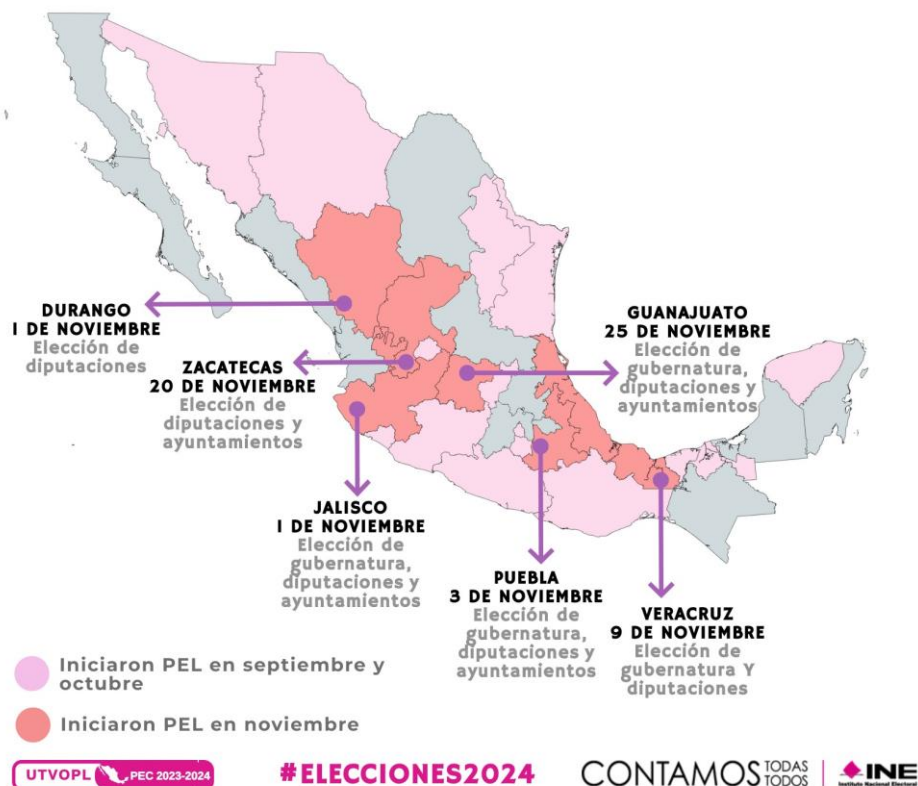 DURANGO
1 DE NOVIEMBRE
Elección de
diputaciones
ZACATECAS
20 DE NOVIEMBRE
Elección de
diputaciones y
ayuntamientos
GUANAJUATO
25 DE NOVIEMBRE
Elección de
gubernatura,
diputaciones y
ayuntamientos
JALISCO
1 DE NOVIEMBRE
Elección de
gubernatura,
diputaciones y
ayuntamientos
PUEBLA
3 DE NOVIEMBRE
Elección de
gubernatura,
diputaciones y
ayuntamientos
VERACRUZ
9 DE NOVIEMBRE
Elección de
gubernatura Y
diputaciones
Iniciaron PEL en septiembre y
octubre
Iniciaron PEL en noviembre
UTVOPL PEC 2023-2024
#ELECCIONES2024
CONTAMOS TODAS
TODOS
INE
Instituto Nacional Electoral